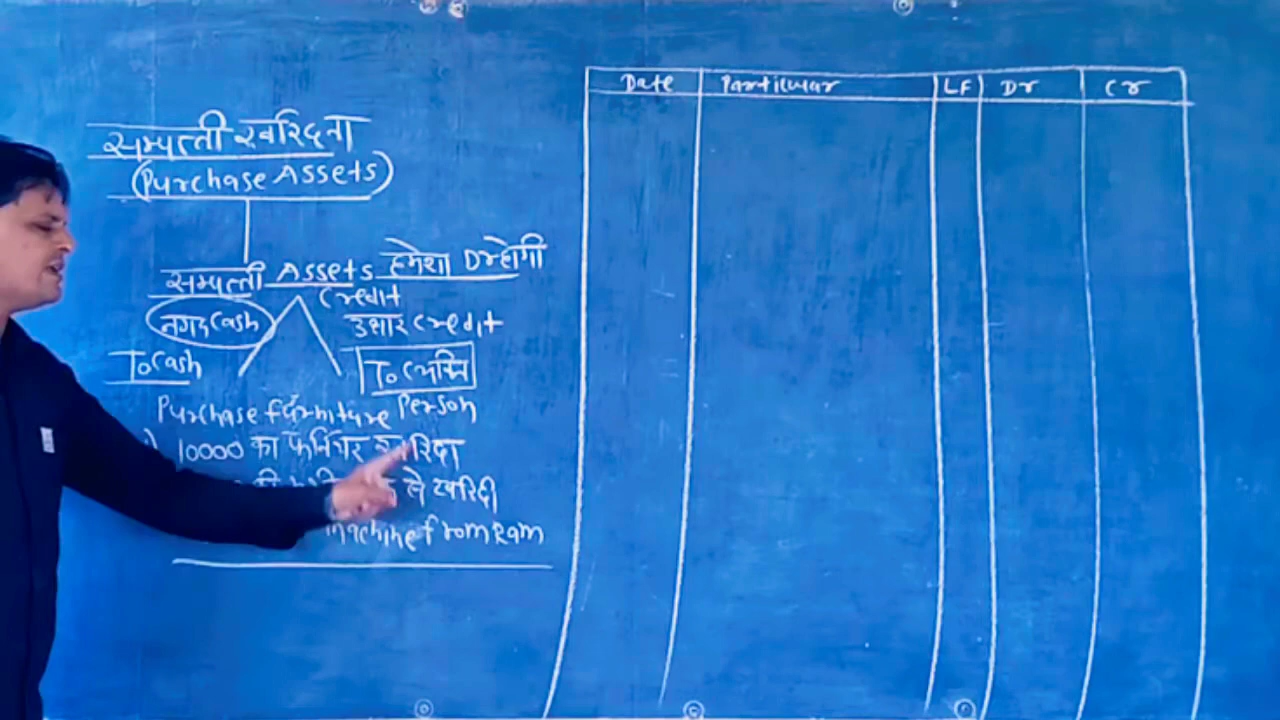 सम्पत्ती खरिदना
(Purchase Assets)
सम्पत्ती Assets हमेशा Dr होगी
Credit
नगद Cash
उधार Credit
To Cash
To व्यक्ति
Person
Purchase furniture
10000 का फर्निचर खरिदा
से खरिदी
machine from Ram
Date Particular LF Dr Cr